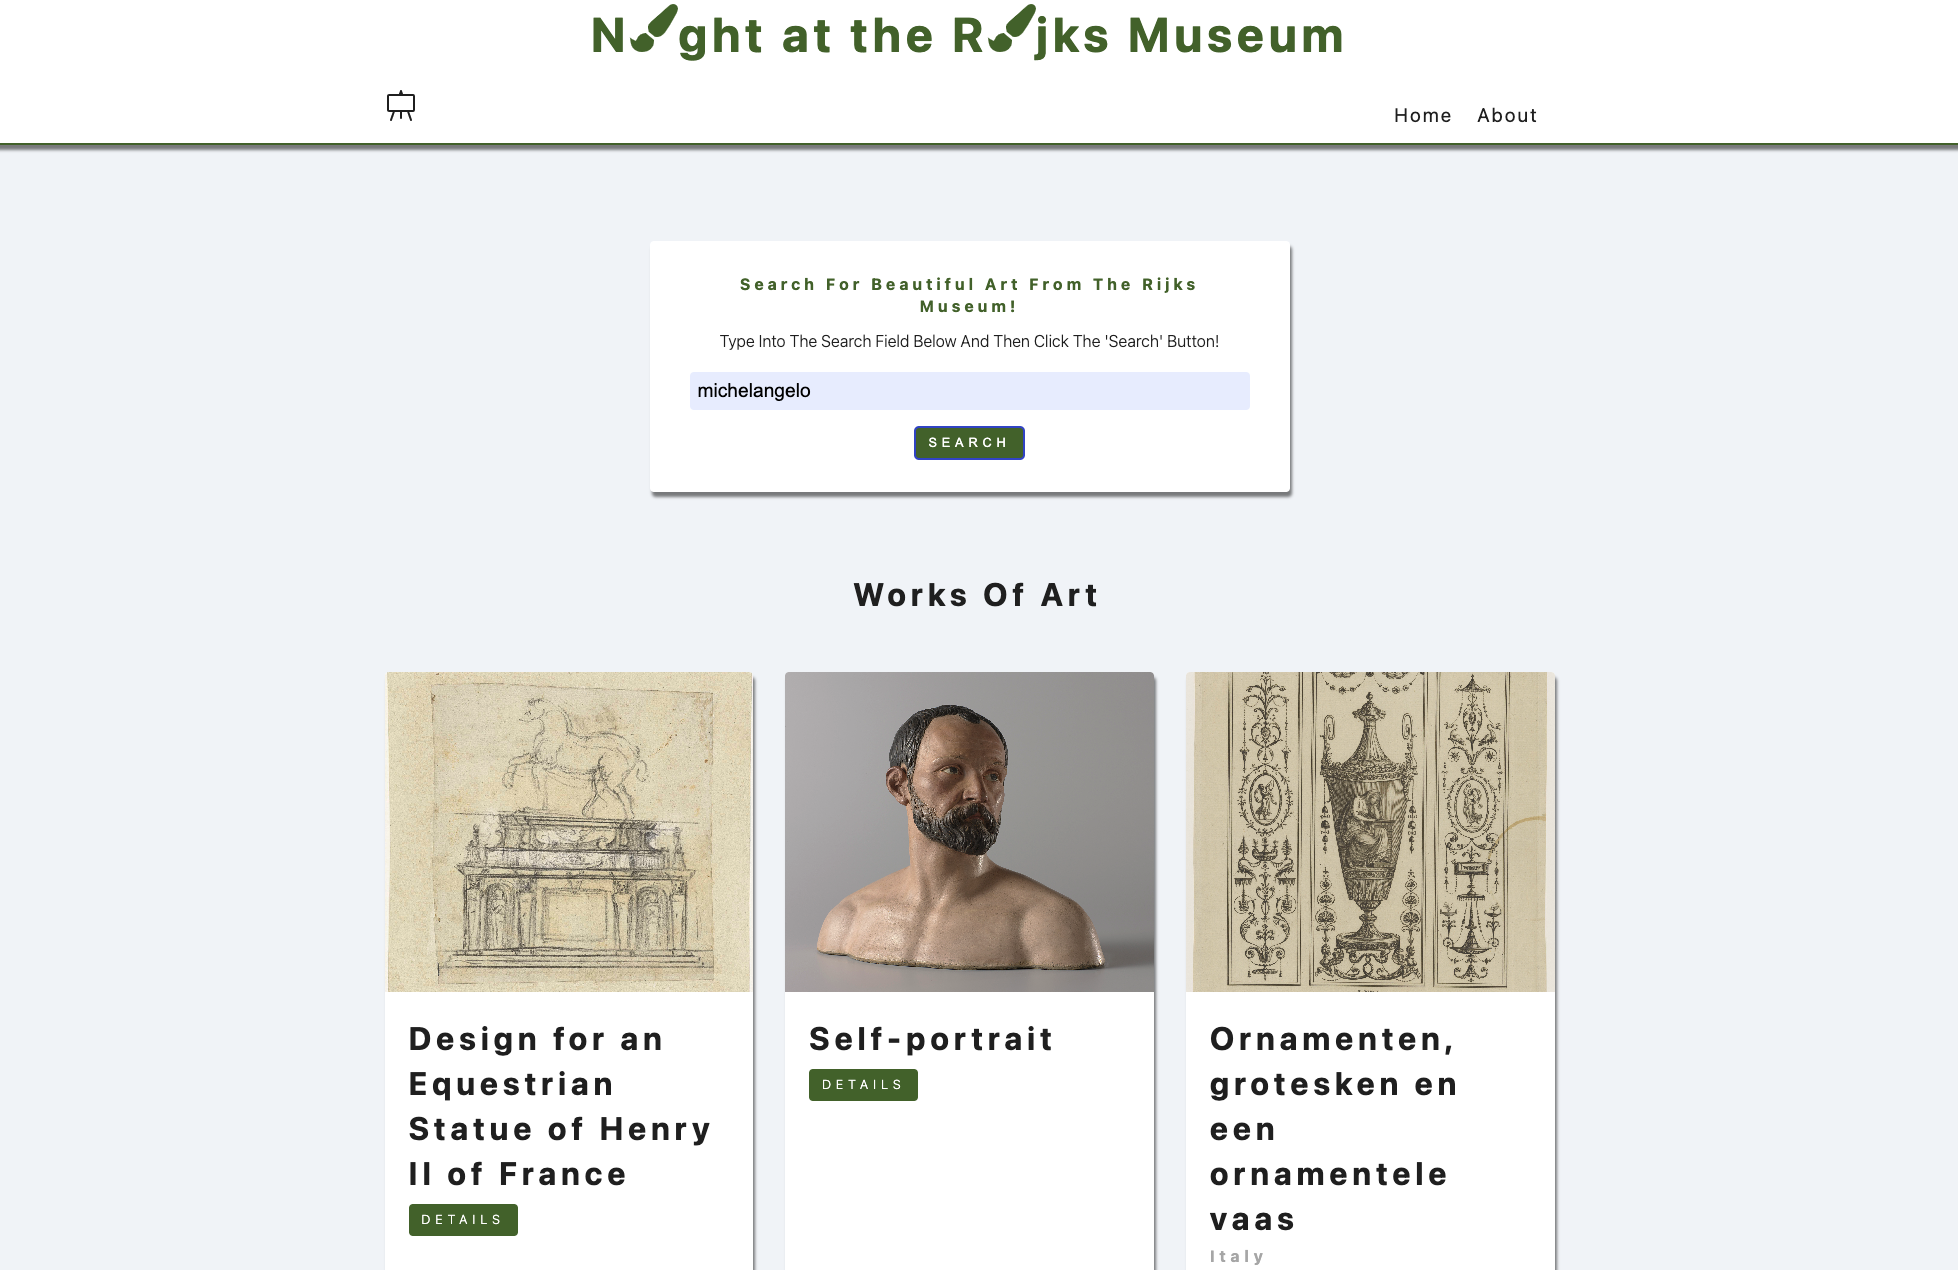 Night at the Rijks Museum
Home About
Search For Beautiful Art From The Rijks
Museum!
Type Into The Search Field Below And Then Click The 'Search' Button!
michelangelo
SEARCH
Works Of Art
Design for an
Equestrian
Statue of Henry
II of France
DETAILS
Self-portrait
DETAILS
Ornamenten,
grotesken en
een
ornamentele
vaas
Italy